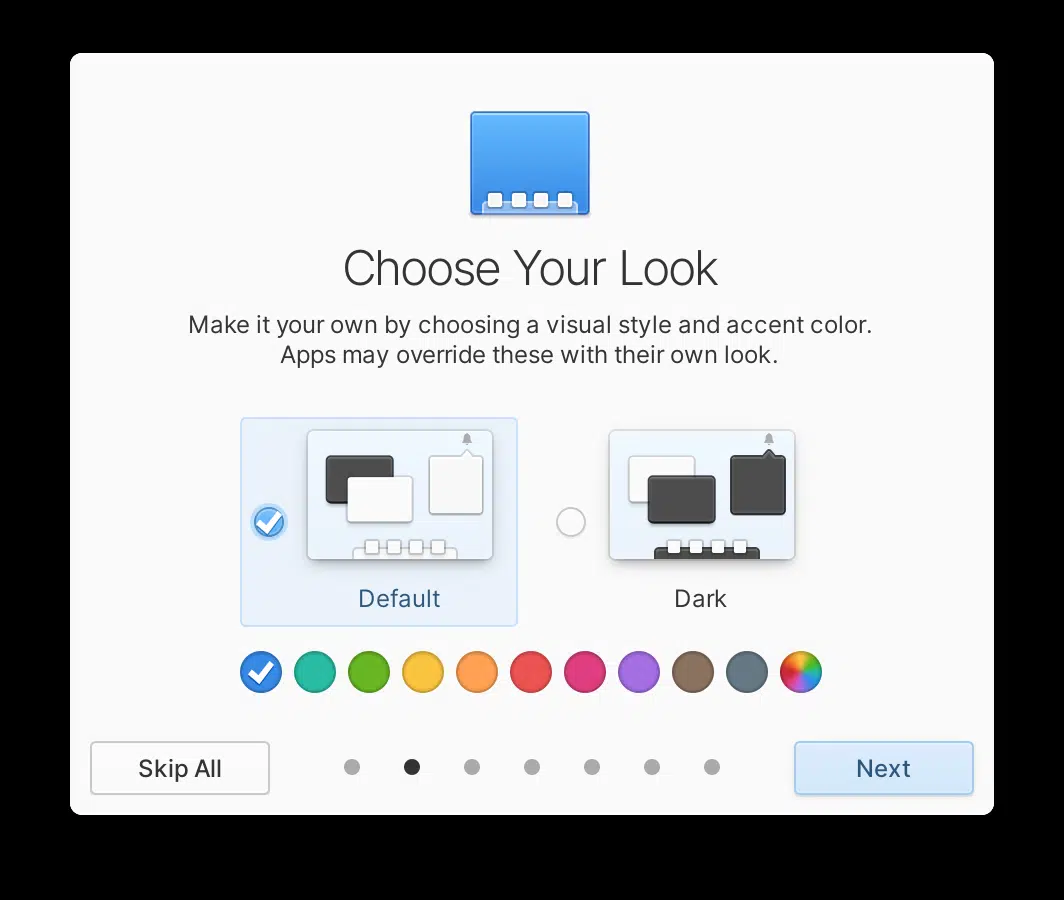 Choose Your Look
Make it your own by choosing a visual style and accent color.
Apps may override these with their own look.
Default
Dark
Skip All
Next